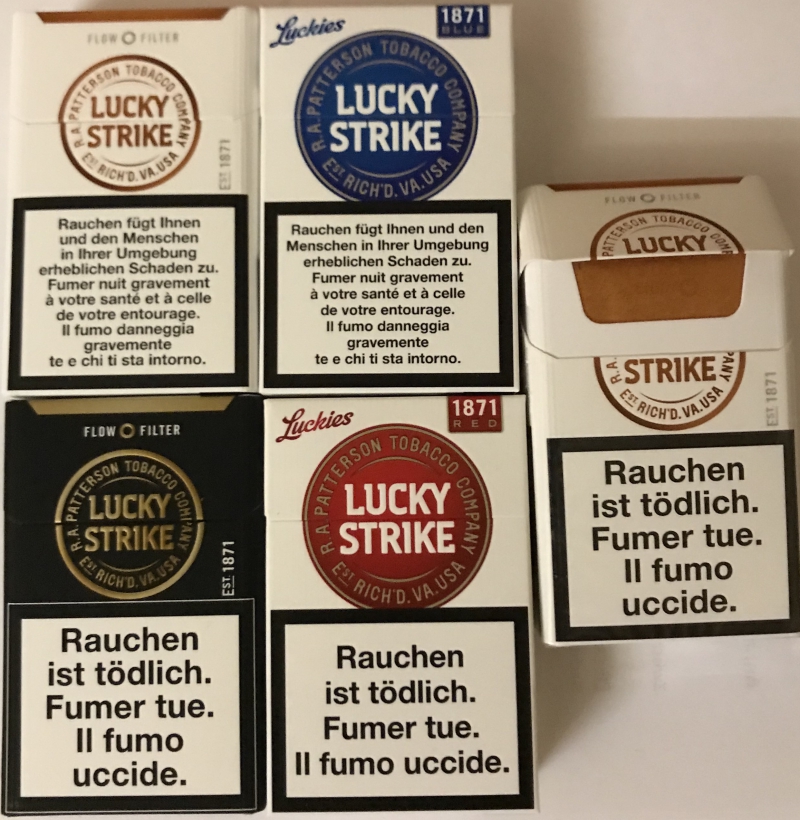 FLOW FILTER
R.A. PATTERSON TOBACCO COMPANY
LUCKY
STRIKE
EST RICH'D. VA. USA
EST 1871
Rauchen fügt Ihnen
und den Menschen
in Ihrer Umgebung
erheblichen Schaden zu.
Fumer nuit gravement
à votre santé et à celle
de votre entourage.
Il fumo danneggia
gravemente
te e chi ti sta intorno.
Luckies
1871
BLUE
R.A. PATTERSON TOBACCO COMPANY
LUCKY
STRIKE
EST RICH'D. VA. USA
Rauchen fügt Ihnen und den
Menschen in Ihrer Umgebung
erheblichen Schaden zu.
Fumer nuit gravement
à votre santé et à celle
de votre entourage.
Il fumo danneggia
gravemente
te e chi ti sta intorno.
FLOW FILTER
PATTERSON TOBACCO COMP
LUCKY
R.A.
STRIKE
ANY
EST RICH'D. VA. USA
EST 1871
Rauchen
ist tödlich.
Fumer tue.
Il fumo
uccide.
FLOW FILTER
R.A. PATTERSON TOBACCO COMPANY
LUCKY
STRIKE
EST RICH'D. VA. USA
EST 1871
Rauchen
ist tödlich.
Fumer tue.
Il fumo
uccide.
Luckies
1871
RED
R.A. PATTERSON TOBACCO COMPANY
LUCKY
STRIKE
EST RICH'D. VA. USA
Rauchen
ist tödlich.
Fumer tue.
Il fumo uccide.